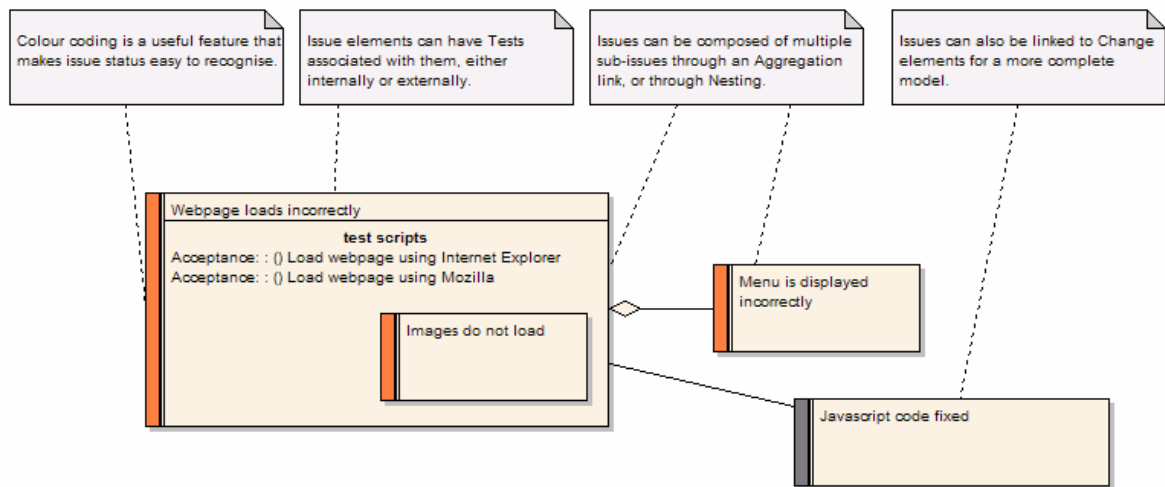 Colour coding is a useful feature that
makes issue status easy to recognise.
Issue elements can have Tests
associated with them, either
internally or externally.
Issues can be composed of multiple
sub-issues through an Aggregation
link, or through Nesting.
Issues can also be linked to Change
elements for a more complete
model.
Webpage loads incorrectly
test scripts
Acceptance: : () Load webpage using Internet Explorer
Acceptance: : () Load webpage using Mozilla
Images do not load
Menu is displayed
incorrectly
Javascript code fixed